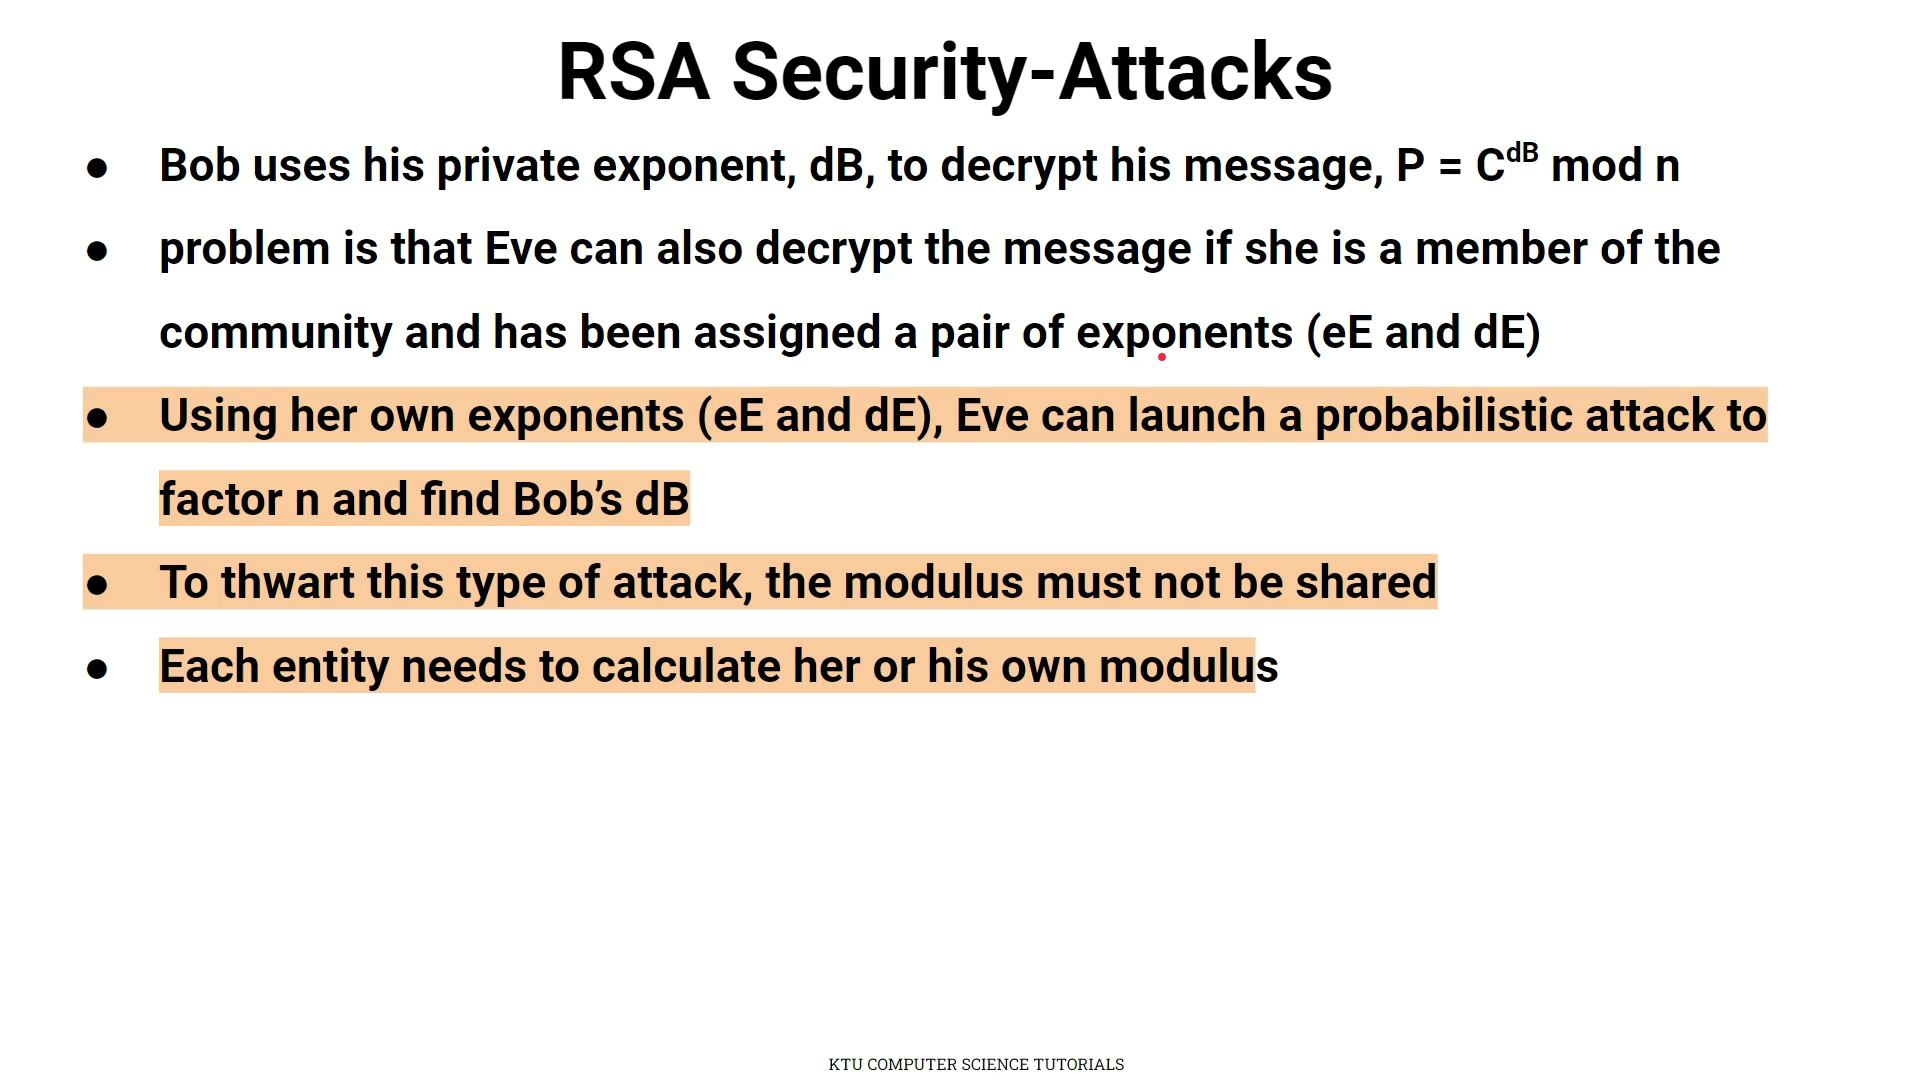 RSA Security-Attacks
● Bob uses his private exponent, dB, to decrypt his message, P = C^dB mod n
● problem is that Eve can also decrypt the message if she is a member of the
community and has been assigned a pair of exponents (eE and dE)
● Using her own exponents (eE and dE), Eve can launch a probabilistic attack to
factor n and find Bob’s dB
● To thwart this type of attack, the modulus must not be shared
● Each entity needs to calculate her or his own modulus
KTU COMPUTER SCIENCE TUTORIALS